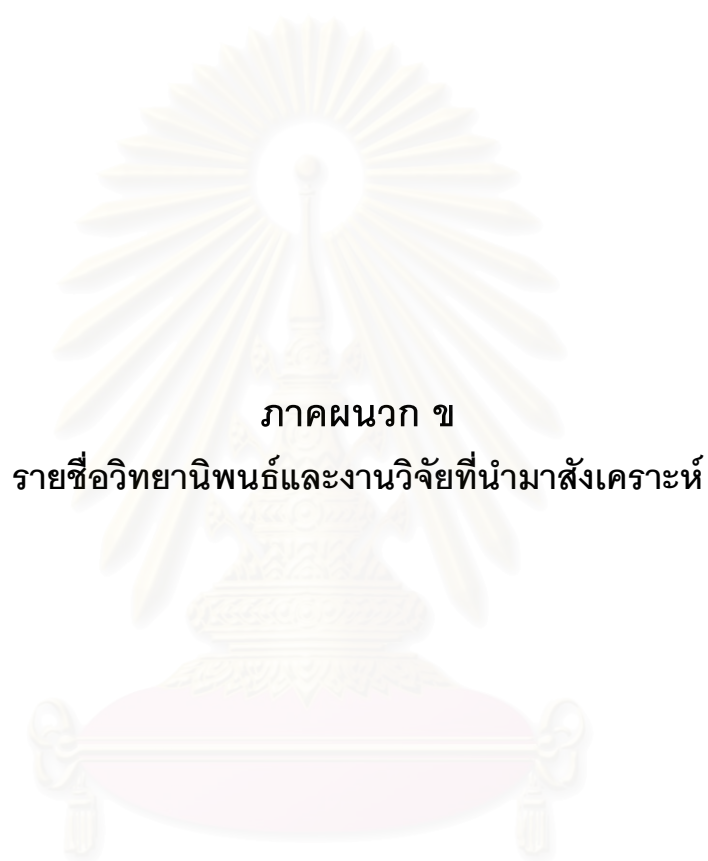 ภาคผนวก ข
รายชื่อวิทยานิพนธ์และงานวิจัยที่นำมาสังเคราะห์